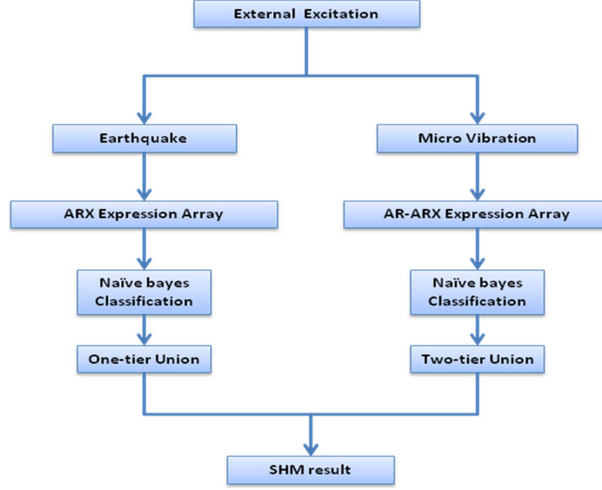 External Excitation
Earthquake
Micro Vibration
ARX Expression Array
AR-ARX Expression Array
Naïve bayes
Classification
Naïve bayes
Classification
One-tier Union
Two-tier Union
SHM result